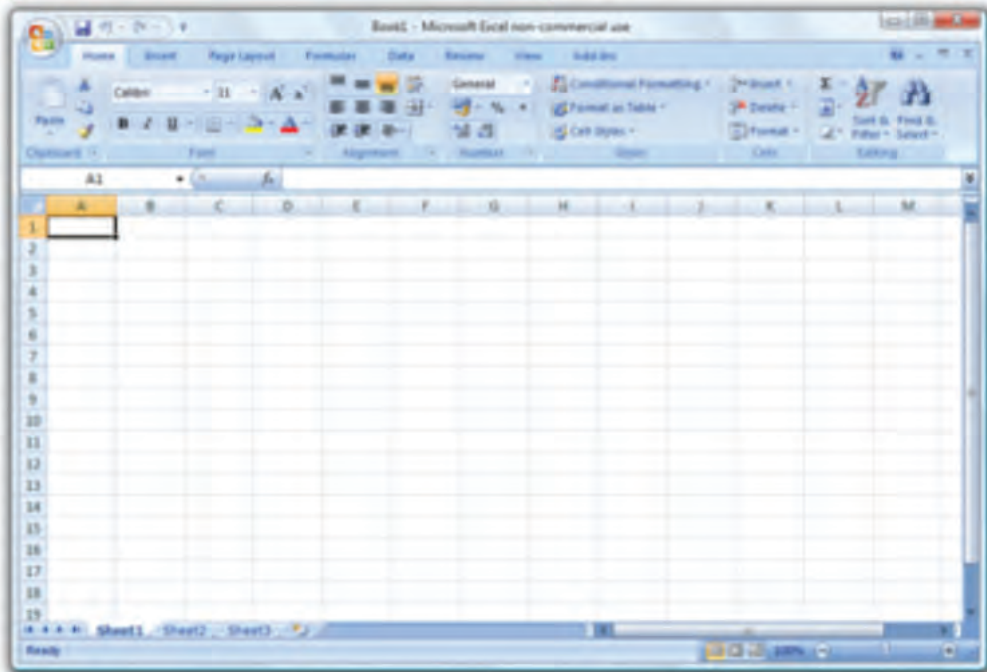 Book1 - Microsoft Excel non-commercial use
Home Insert Page Layout Formulas Data Review View Add-Ins
Calibri 11 General Conditional Formatting Insert Σ
Paste Format as Table Delete
B I U % Cell Styles Format Sort & Filter Find & Select
Clipboard Font Alignment Number Styles Cells Editing
A1 fx
A B C D E F G H I J K L M
1
2
3
4
5
6
7
8
9
10
11
12
13
14
15
16
17
18
19
Sheet1 Sheet2 Sheet3
Ready 100%